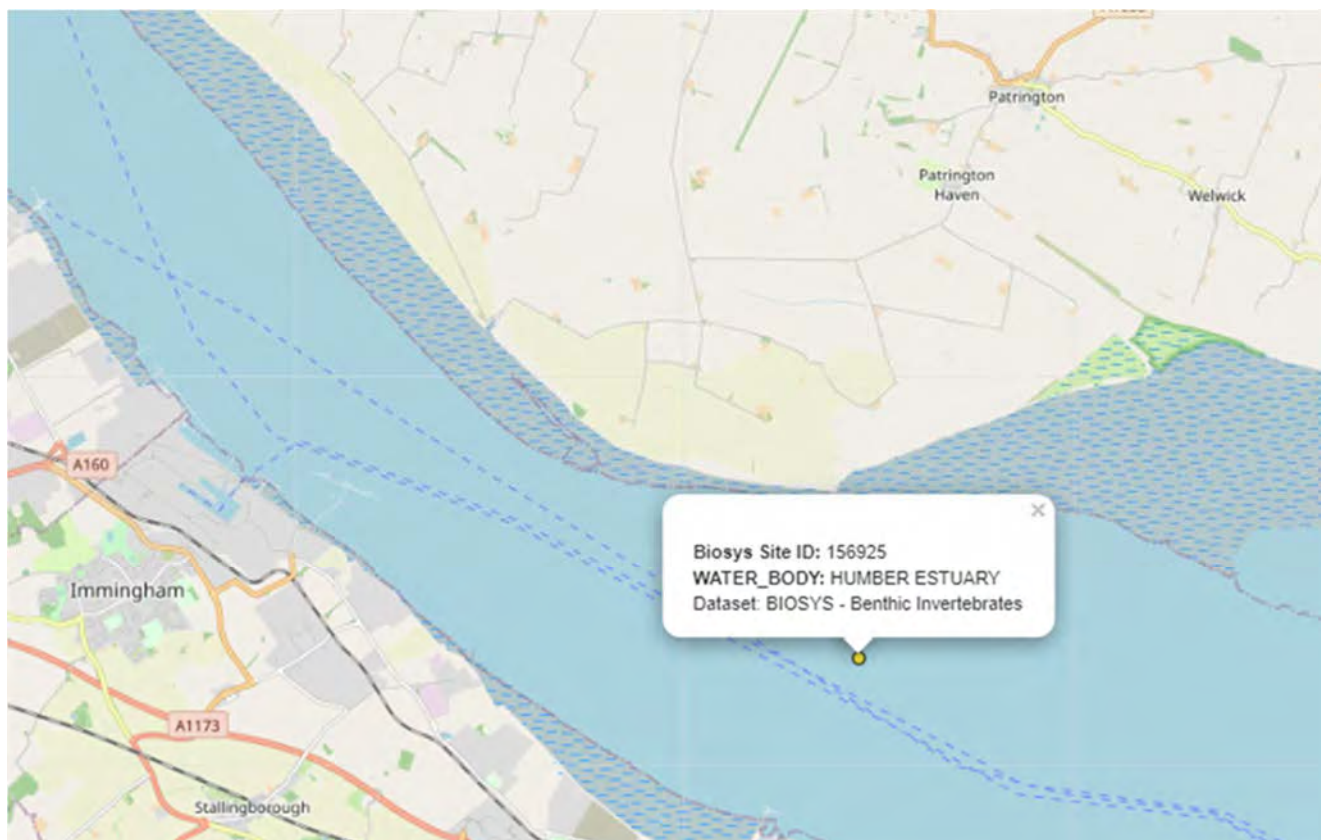 Patrington
Patrington
Haven
Welwick
A160
×
Biosys Site ID: 156925
WATER_BODY: HUMBER ESTUARY
Dataset: BIOSYS - Benthic Invertebrates
Immingham
A1173
Stallingborough